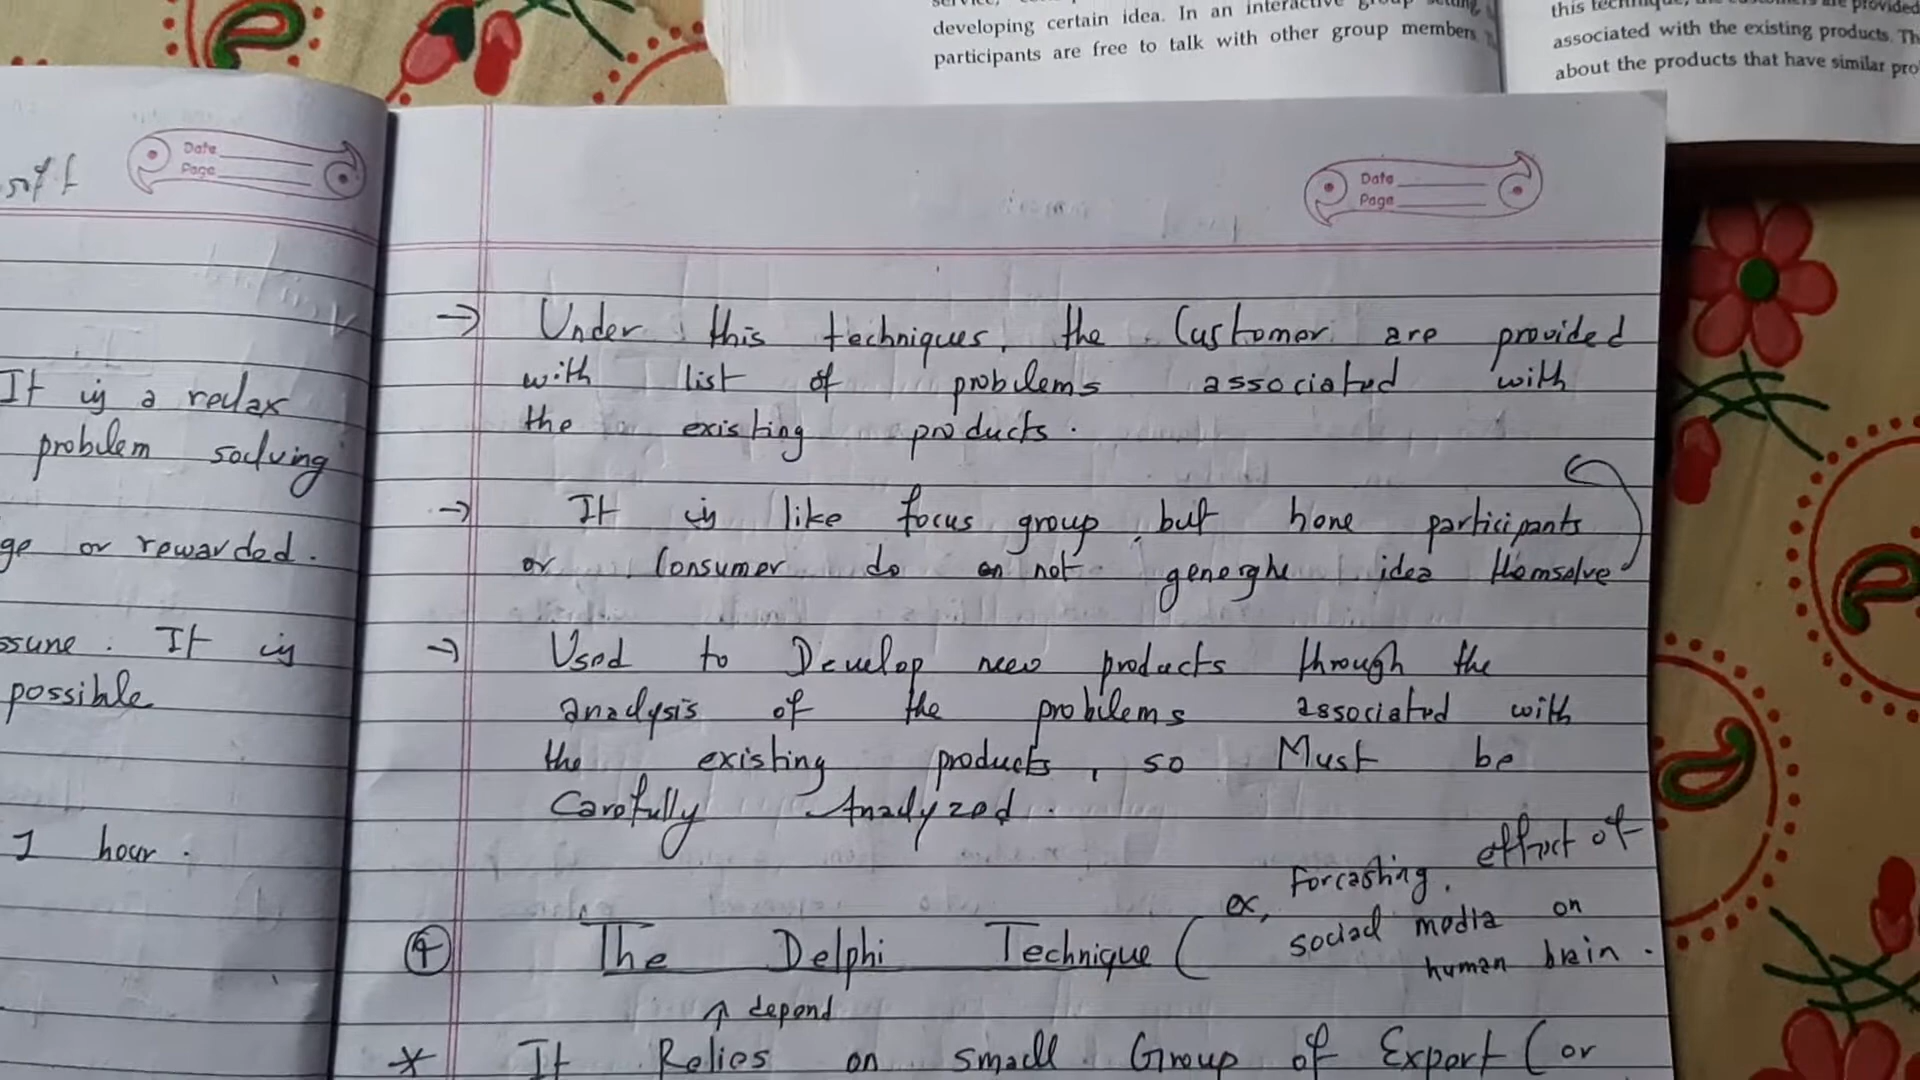 developing certain idea. In an interactive group setting,
participants are free to talk with other group members
associated with the existing products. Th
about the products that have similar pro
Date
Page
Date
Page
It is a relax
problem solving
ge or rewarded.
ssune. It is
possible
1 hour.
→ Under this techniques, the Customer are provided
with list of problems associated with
the existing products.
→ It is like focus group, but hone participants
or Consumer do not generghe idea themselve
→ Used to Develop new products through the
analysis of the problems associated with
the existing products, so Must be
Carefully Analyzed.
④ The Delphi Technique ( ex, forcasting. effect of
social media on
human brain.
↑ depend
* It Relies on small Group of Expert (or